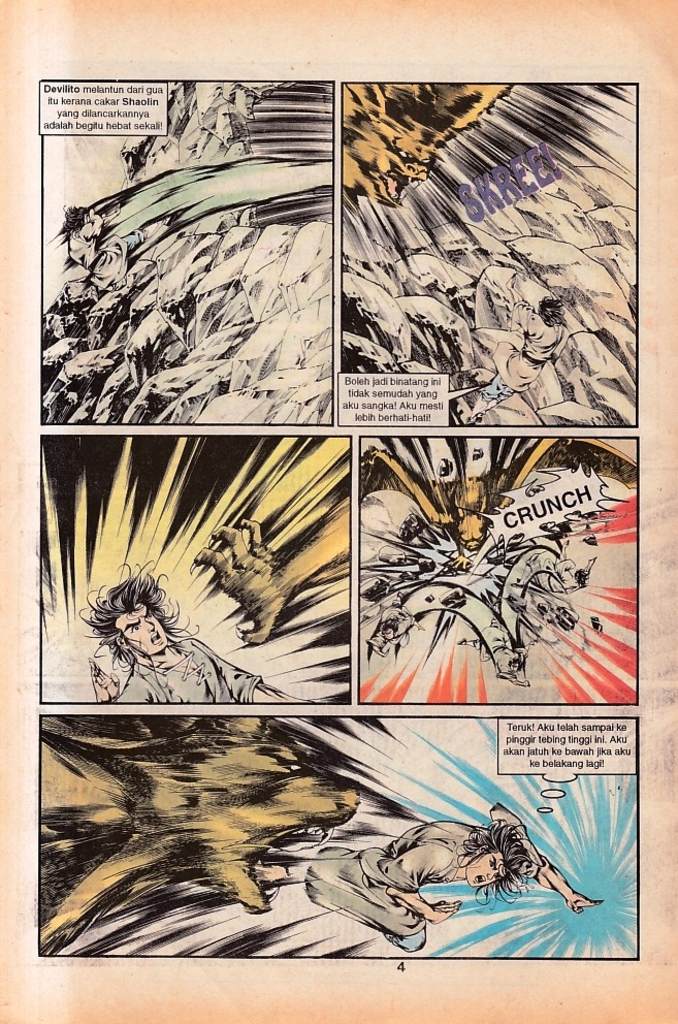 Devilito melantun dari gua
itu kerana cakar Shaolin
yang dilancarkannya
adalah begitu hebat sekali!
SKREE!
Boleh jadi binatang ini
tidak semudah yang
aku sangka! Aku mesti
lebih berhati-hati!
CRUNCH
Teruk! Aku telah sampai ke
pinggir tebing tinggi ini. Aku
akan jatuh ke bawah jika aku
ke belakang lagi!
4